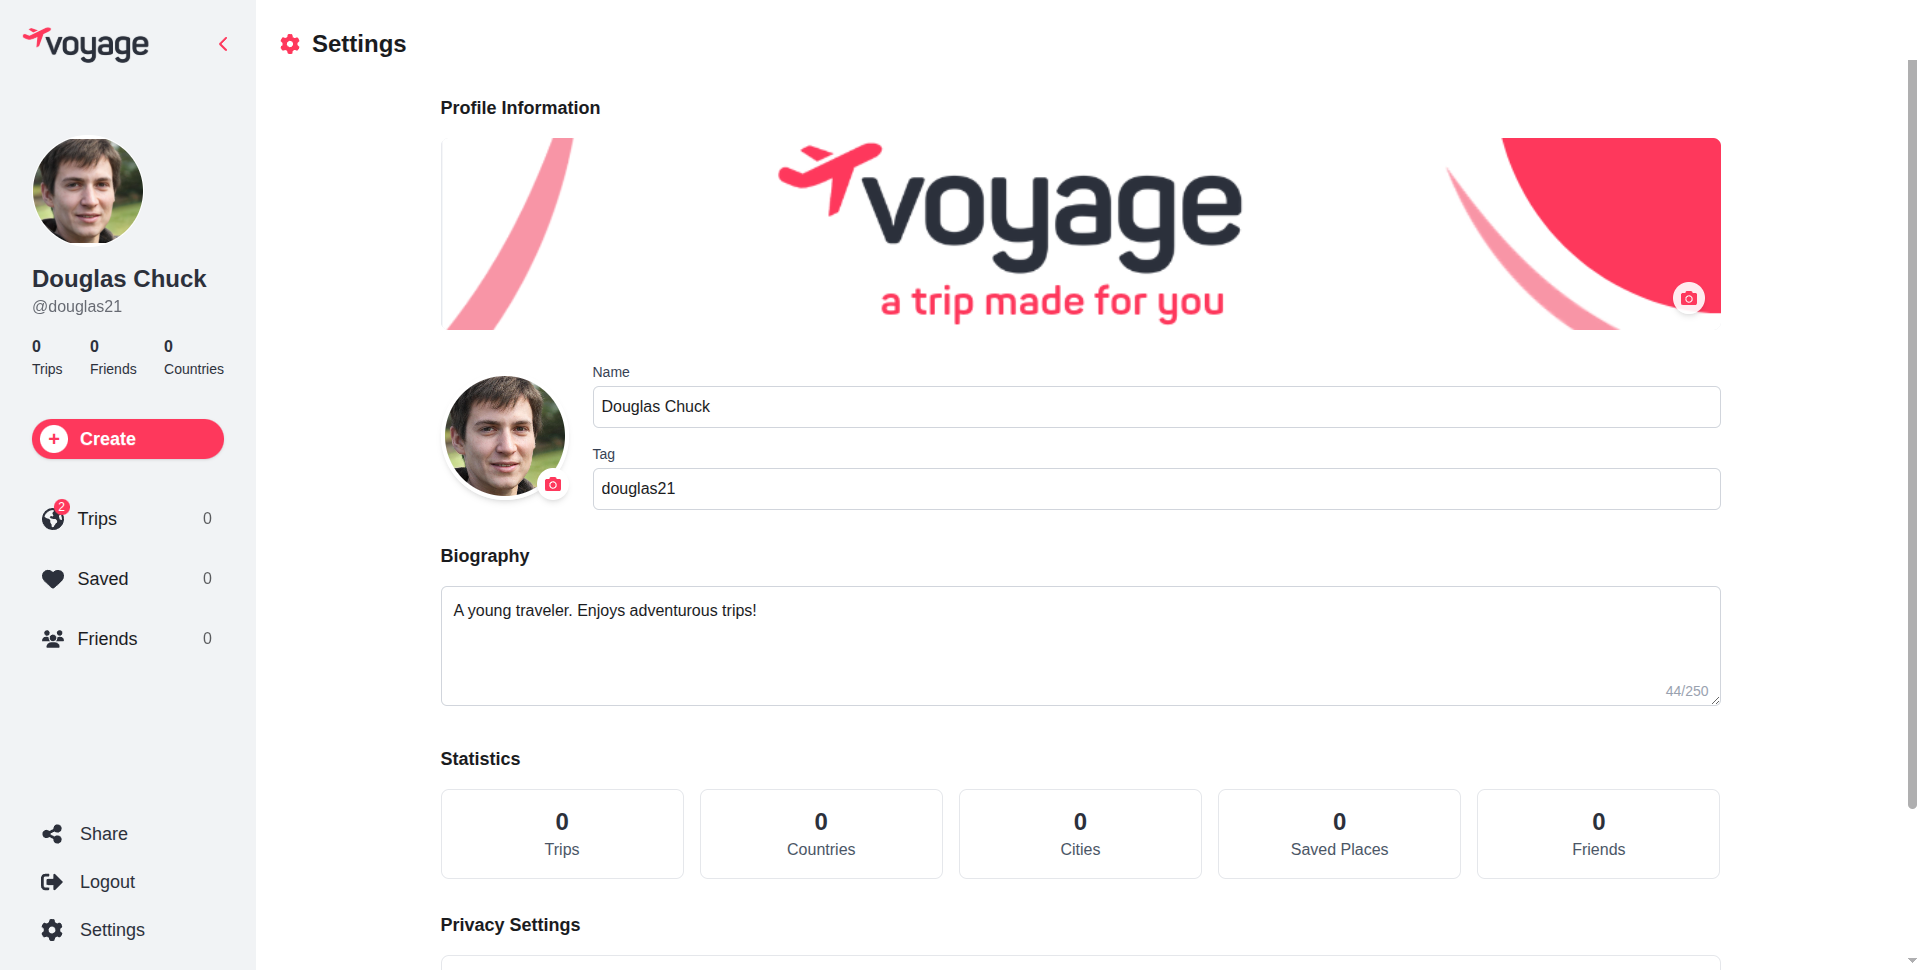 voyage
Douglas Chuck
@douglas21
0 0 0
Trips Friends Countries
+ Create
2
Trips 0
Saved 0
Friends 0
Share
Logout
Settings
Settings
Profile Information
voyage
a trip made for you
Name
Douglas Chuck
Tag
douglas21
Biography
A young traveler. Enjoys adventurous trips!
44/250
Statistics
0 0 0 0 0
Trips Countries Cities Saved Places Friends
Privacy Settings